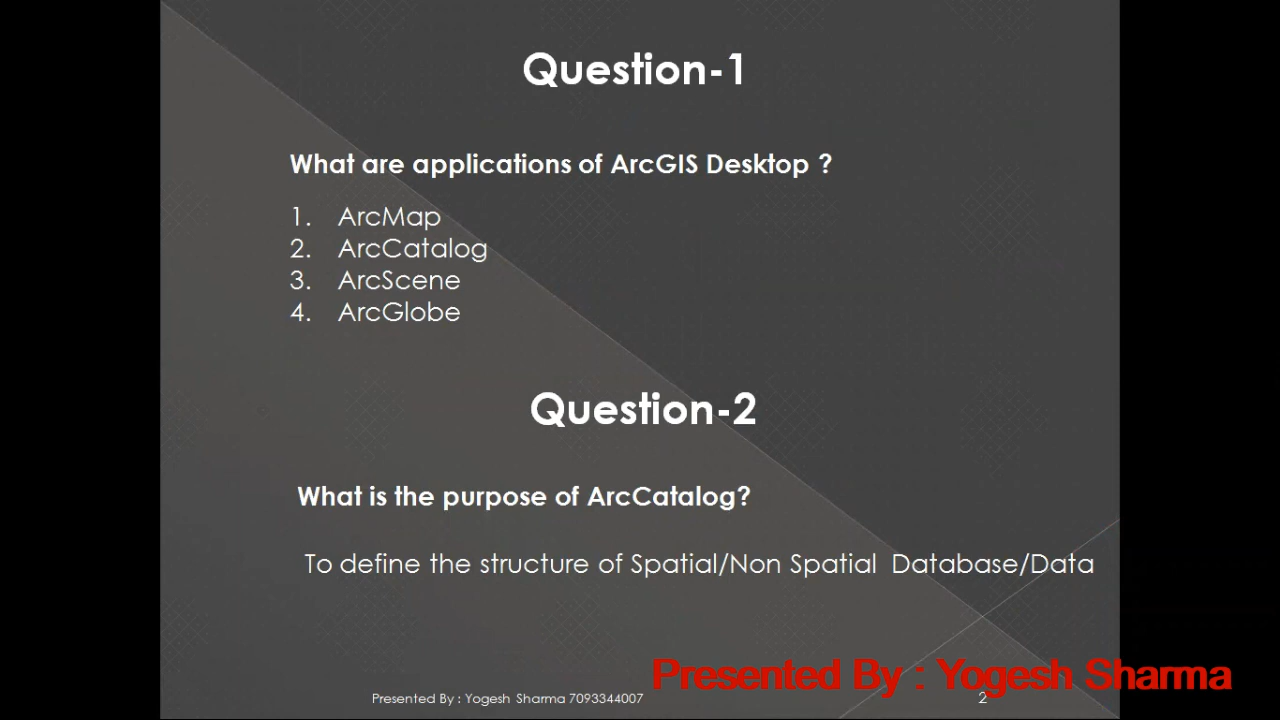 Question-1
What are applications of ArcGIS Desktop ?
1. ArcMap
2. ArcCatalog
3. ArcScene
4. ArcGlobe
Question-2
What is the purpose of ArcCatalog?
To define the structure of Spatial/Non Spatial Database/Data
Presented By : Yogesh Sharma
Presented By : Yogesh Sharma 7093344007
2